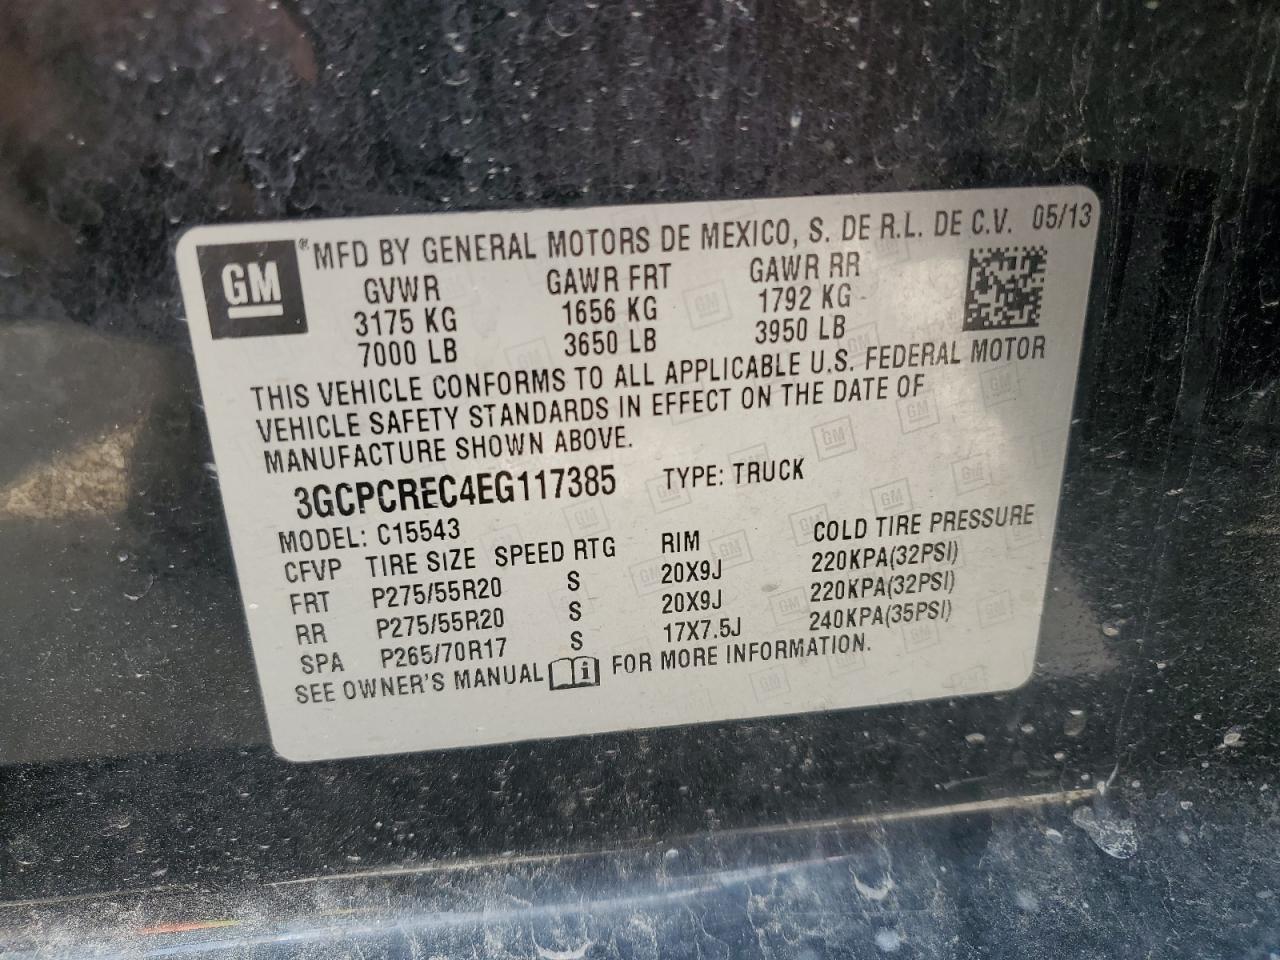 GM ® MFD BY GENERAL MOTORS DE MEXICO, S. DE R.L. DE C.V. 05/13
GVWR GAWR FRT GAWR RR
3175 KG 1656 KG 1792 KG
7000 LB 3650 LB 3950 LB
THIS VEHICLE CONFORMS TO ALL APPLICABLE U.S. FEDERAL MOTOR
VEHICLE SAFETY STANDARDS IN EFFECT ON THE DATE OF
MANUFACTURE SHOWN ABOVE.
3GCPCREC4EG117385 TYPE: TRUCK
MODEL: C15543
CFVP TIRE SIZE SPEED RTG RIM COLD TIRE PRESSURE
FRT P275/55R20 S 20X9J 220KPA(32PSI)
RR P275/55R20 S 20X9J 220KPA(32PSI)
SPA P265/70R17 S 17X7.5J 240KPA(35PSI)
SEE OWNER'S MANUAL i FOR MORE INFORMATION.